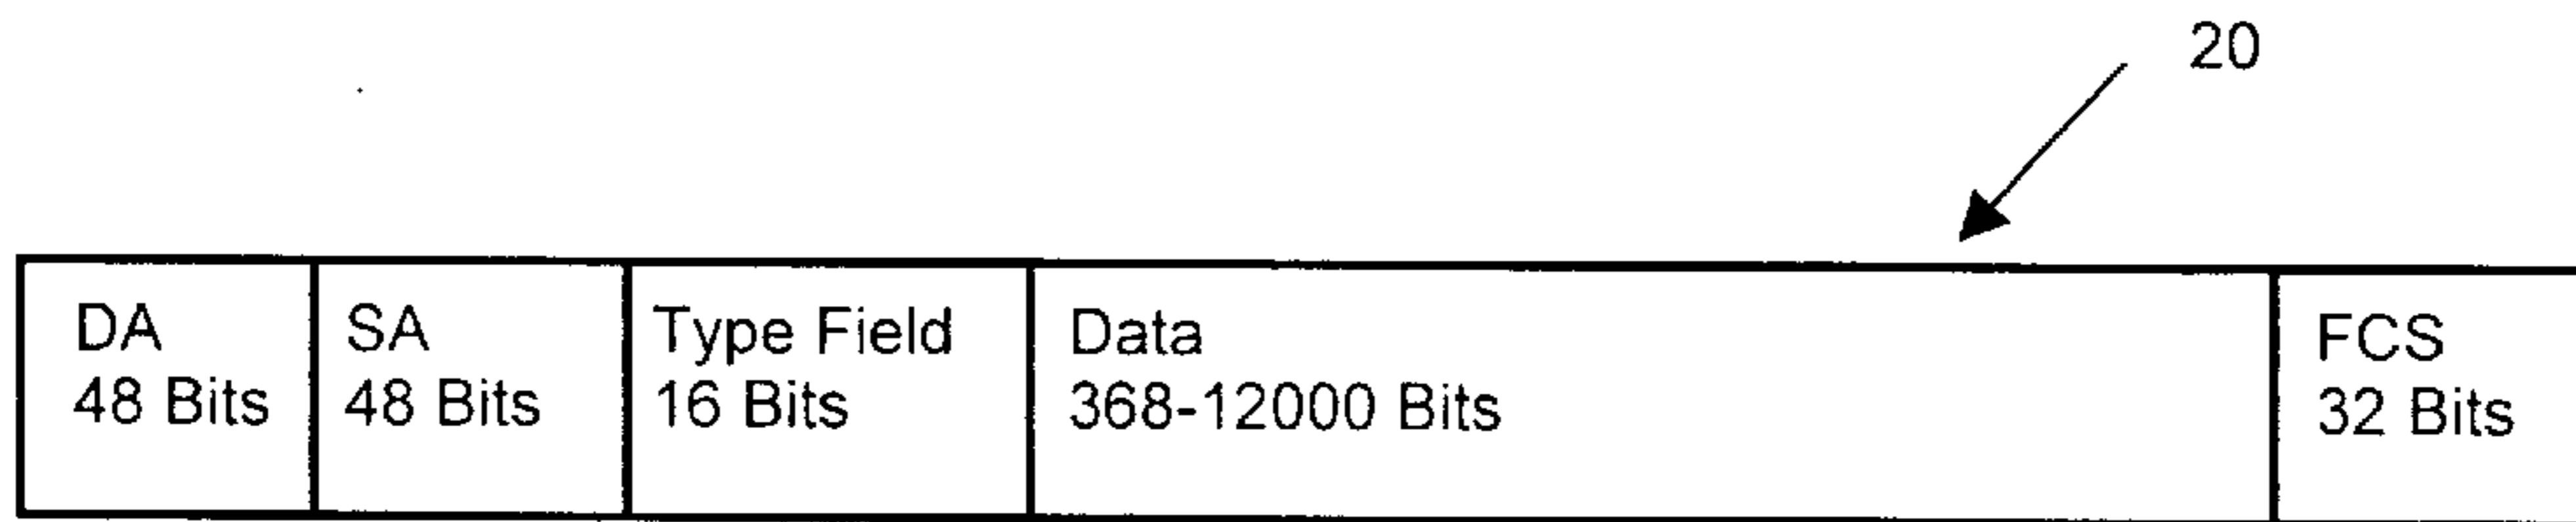 20
DA
48 Bits
SA
48 Bits
Type Field
16 Bits
Data
368-12000 Bits
FCS
32 Bits